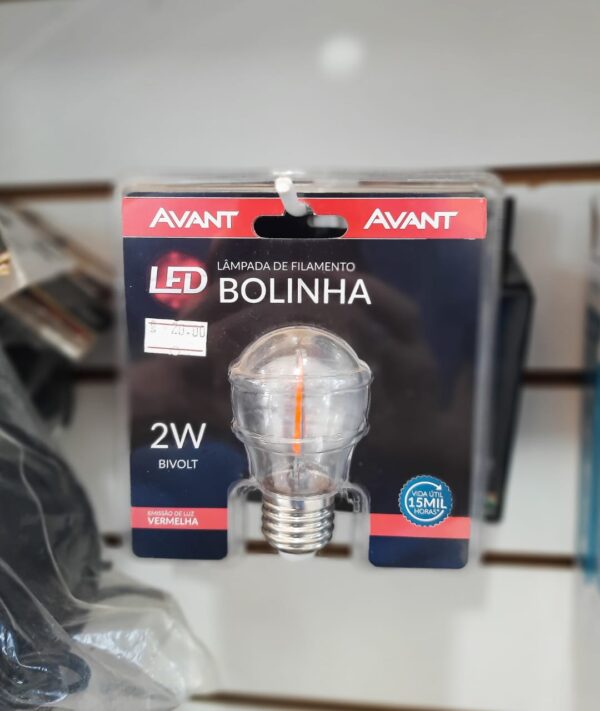 AVANT AVANT
LED
LÂMPADA DE FILAMENTO
BOLINHA
20.00
2W
BIVOLT
EMISSÃO DE LUZ
VERMELHA
VIDA ÚTIL
15MIL
HORAS*